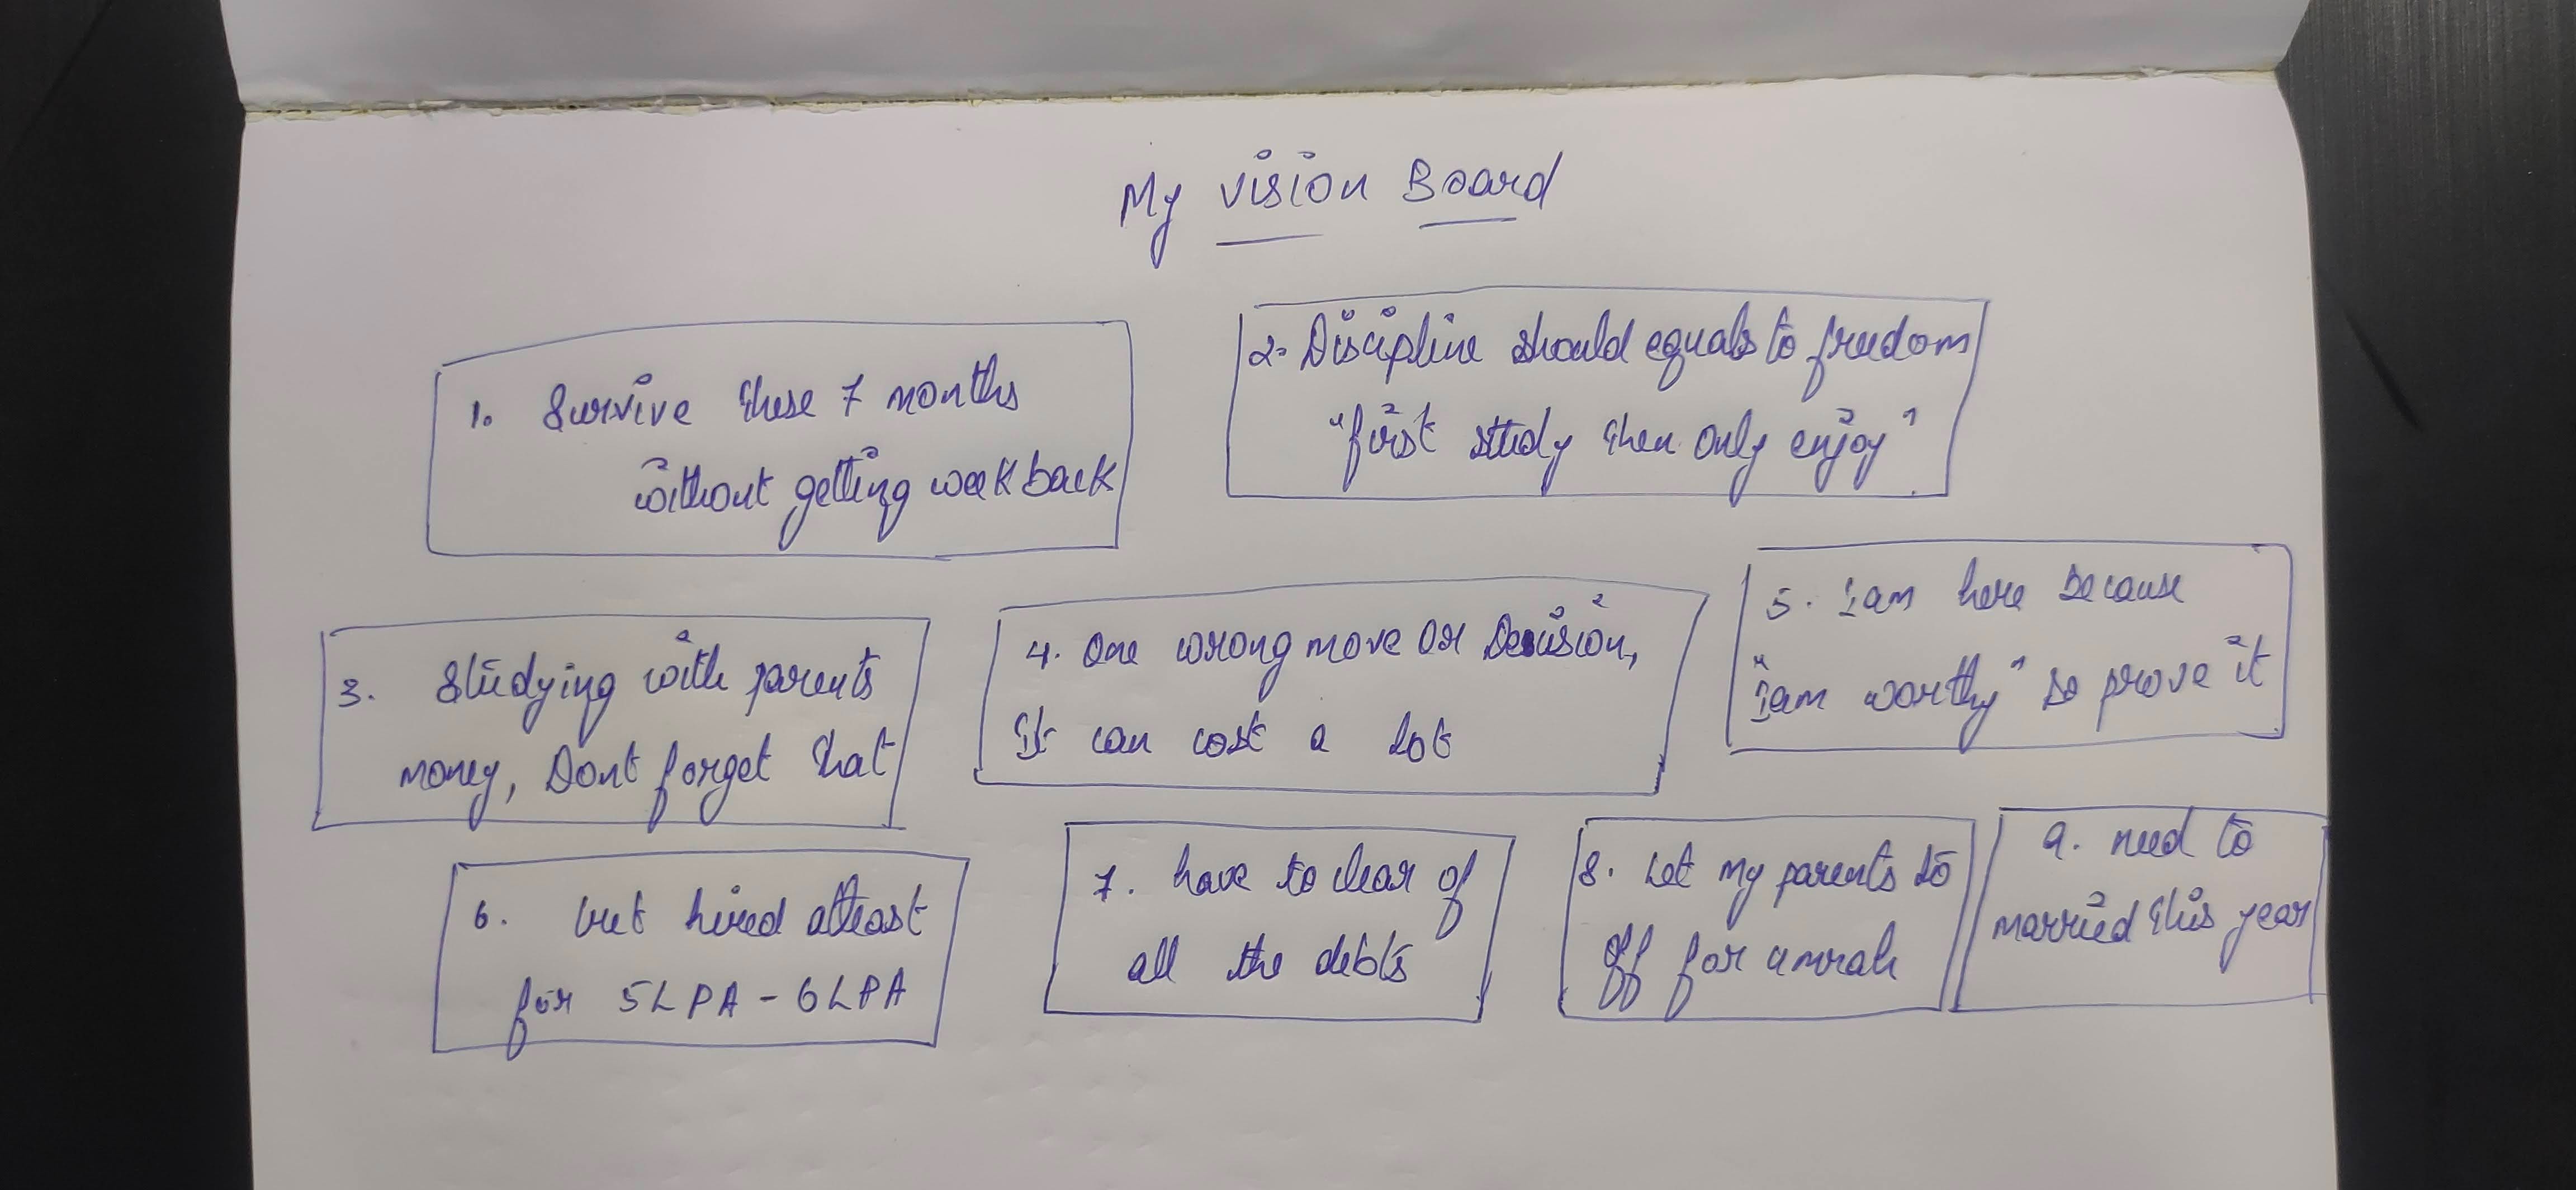 My Vision Board
1. Survive these 7 months
without getting week back
2. Discipline should equals to freedom
"first study then only enjoy"
3. Studying with parents
money, Dont forget that
4. One wrong move or Decision,
It can cost a lot
5. I am here because
"I am worthy" so prove it
6. Get hired atleast
for 5LPA - 6LPA
7. have to clear of
all the debts
8. Let my parents to
off for umrah
9. need to
married this year